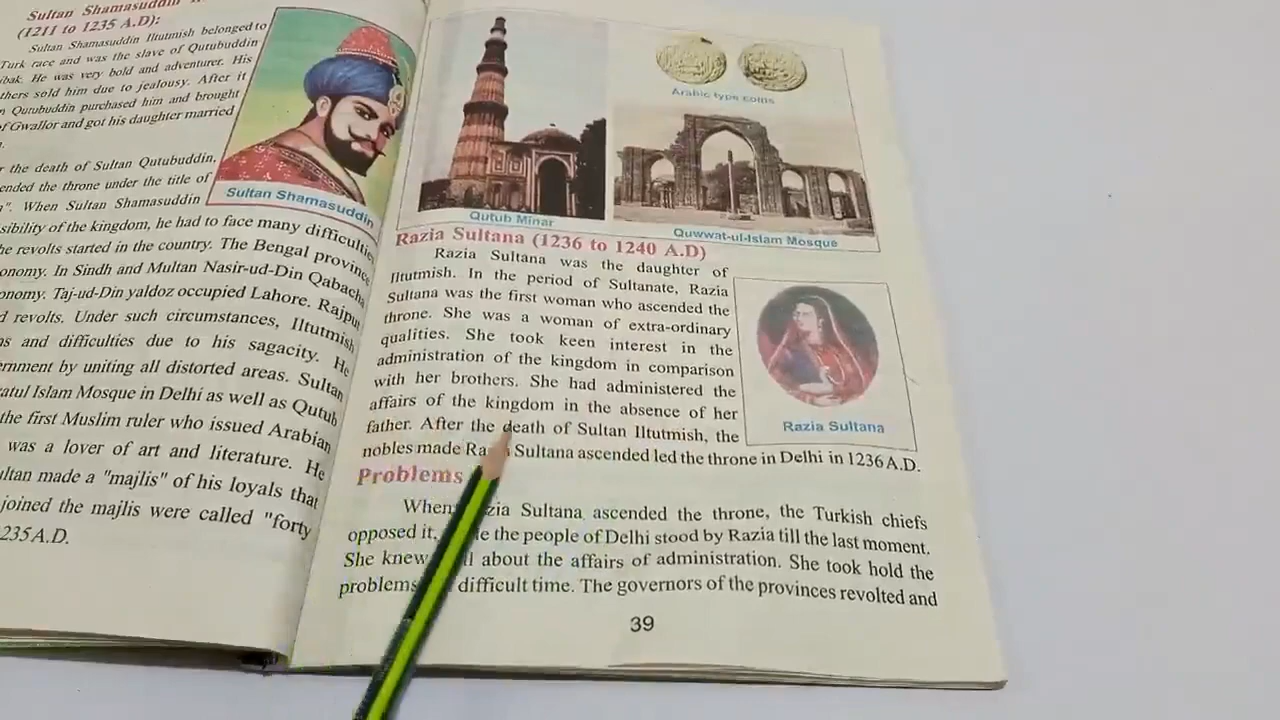 Sultan Shamasuddin
(1211 to 1235 A.D):
Sultan Shamasuddin Iltutmish belonged to
Turk race and was the slave of Qutubuddin
ibak. He was very bold and adventurer. His
thers sold him due to jealousy. After it
n Qutubuddin purchased him and brought
f Gwallor and got his daughter married
r the death of Sultan Qutubuddin,
ended the throne under the title of
n". When Sultan Shamasuddin
sibility of the kingdom, he had to face many difficulties
he revols started in the country. The Bengal province
onomy. In Sindh and Multan Nasir-ud-Din Qabacha
onomy. Taj-ud-Din yaldoz occupied Lahore. Rajput
d revolts. Under such circumstances, Iltutmish
ns and difficulties due to his sagacity. He
ernment by uniting all distorted areas. Sultan
atul Islam Mosque in Delhi as well as Qutub
the first Muslim ruler who issued Arabian
was a lover of art and literature. He
ultan made a "majlis" of his loyals that
joined the majlis were called "forty
1235 A.D.
Sultan Shamasuddin
Arabic type coins
Qutub Minar
Quwwat-ul-Islam Mosque
Razia Sultana (1236 to 1240 A.D)
Razia Sultana was the daughter of
Iltutmish. In the period of Sultanate, Razia
Sultana was the first woman who ascended the
throne. She was a woman of extra-ordinary
qualities. She took keen interest in the
administration of the kingdom in comparison
with her brothers. She had administered the
affairs of the kingdom in the absence of her
father. After the death of Sultan Iltutmish, the
nobles made Razia Sultana ascended led the throne in Delhi in 1236 A.D.
Razia Sultana
Problems
When Razia Sultana ascended the throne, the Turkish chiefs
opposed it, the people of Delhi stood by Razia till the last moment.
She knew about the affairs of administration. She took hold the
problems difficult time. The governors of the provinces revolted and
39